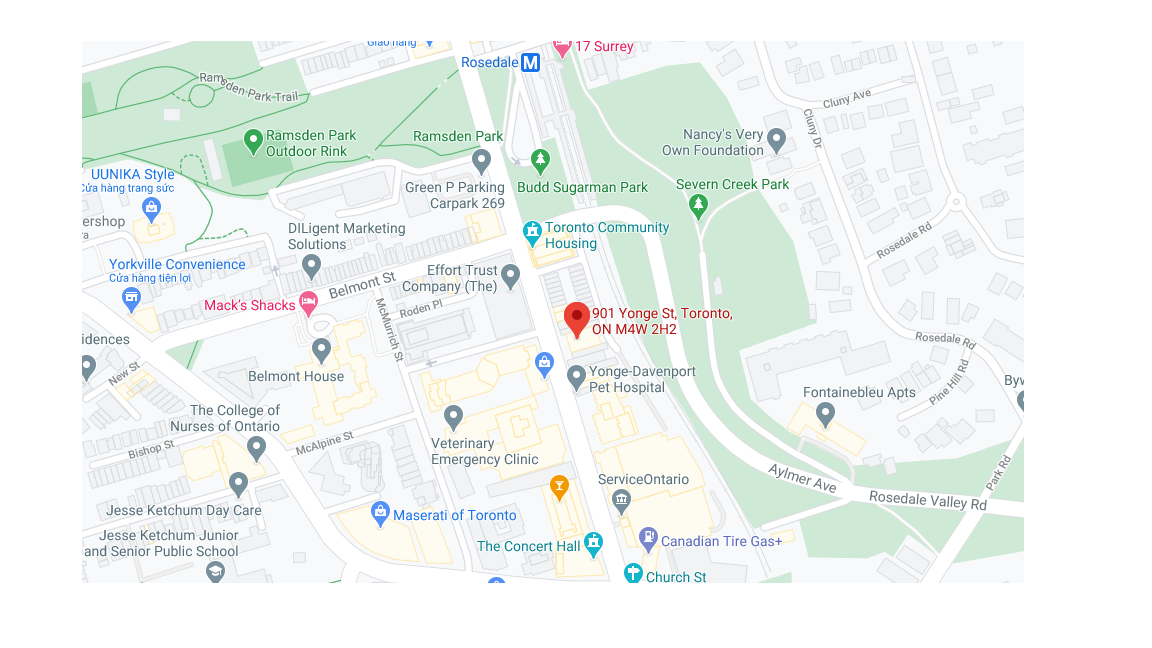 Giao hàng
17 Surrey
Rosedale
M
Ramsden Park Trail
Cluny Ave
Cluny Dr
Ramsden Park
Outdoor Rink
Ramsden Park
Nancy's Very
Own Foundation
UUNIKA Style
Cửa hàng trang sức
Green P Parking
Carpark 269
Budd Sugarman Park
Severn Creek Park
ershop
ra
DILigent Marketing
Solutions
Toronto Community
Housing
Rosedale Rd
Yorkville Convenience
Cửa hàng tiện lợi
Effort Trust
Company (The)
Belmont St
Mack's Shacks
Roden Pl
McMurrich St
901 Yonge St, Toronto,
ON M4W 2H2
idences
New St
Belmont House
Yonge-Davenport
Pet Hospital
Rosedale Rd
Pine Hill Rd
Fontainebleu Apts
Byw
The College of
Nurses of Ontario
Bishop St
McAlpine St
Veterinary
Emergency Clinic
ServiceOntario
Aylmer Ave
Rosedale Valley Rd
Park Rd
Jesse Ketchum Day Care
Maserati of Toronto
Jesse Ketchum Junior
and Senior Public School
The Concert Hall
Canadian Tire Gas+
Church St